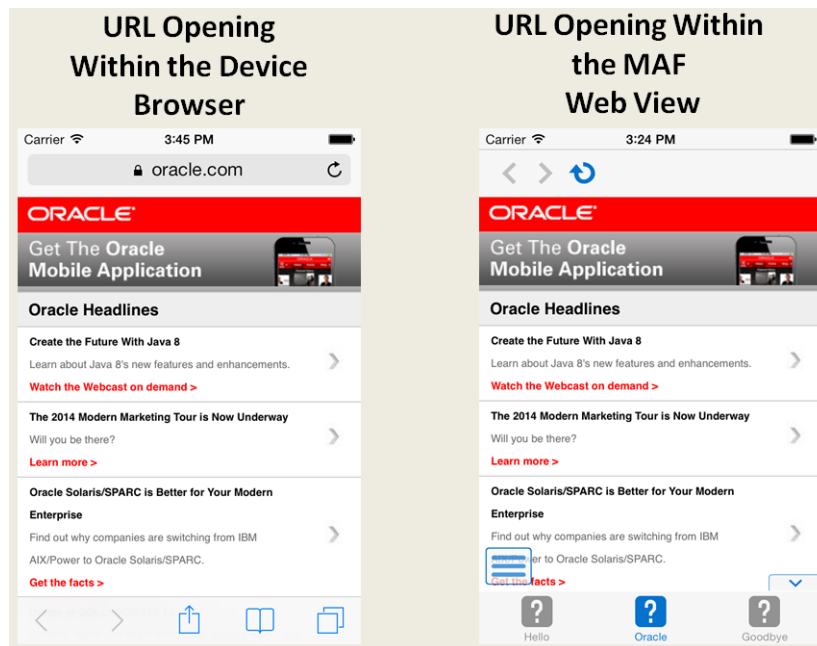 URL Opening
Within the Device
Browser
Carrier 3:45 PM
oracle.com
ORACLE
Get The Oracle
Mobile Application
Oracle Headlines
Create the Future With Java 8
Learn about Java 8's new features and enhancements.
Watch the Webcast on demand >
The 2014 Modern Marketing Tour is Now Underway
Will you be there?
Learn more >
Oracle Solaris/SPARC is Better for Your Modern
Enterprise
Find out why companies are switching from IBM
AIX/Power to Oracle Solaris/SPARC.
Get the facts >
URL Opening Within
the MAF
Web View
Carrier 3:24 PM
ORACLE
Get The Oracle
Mobile Application
Oracle Headlines
Create the Future With Java 8
Learn about Java 8's new features and enhancements.
Watch the Webcast on demand >
The 2014 Modern Marketing Tour is Now Underway
Will you be there?
Learn more >
Oracle Solaris/SPARC is Better for Your Modern
Enterprise
Find out why companies are switching from IBM
to Oracle Solaris/SPARC.
facts >
? ? ?
Hello Oracle Goodbye